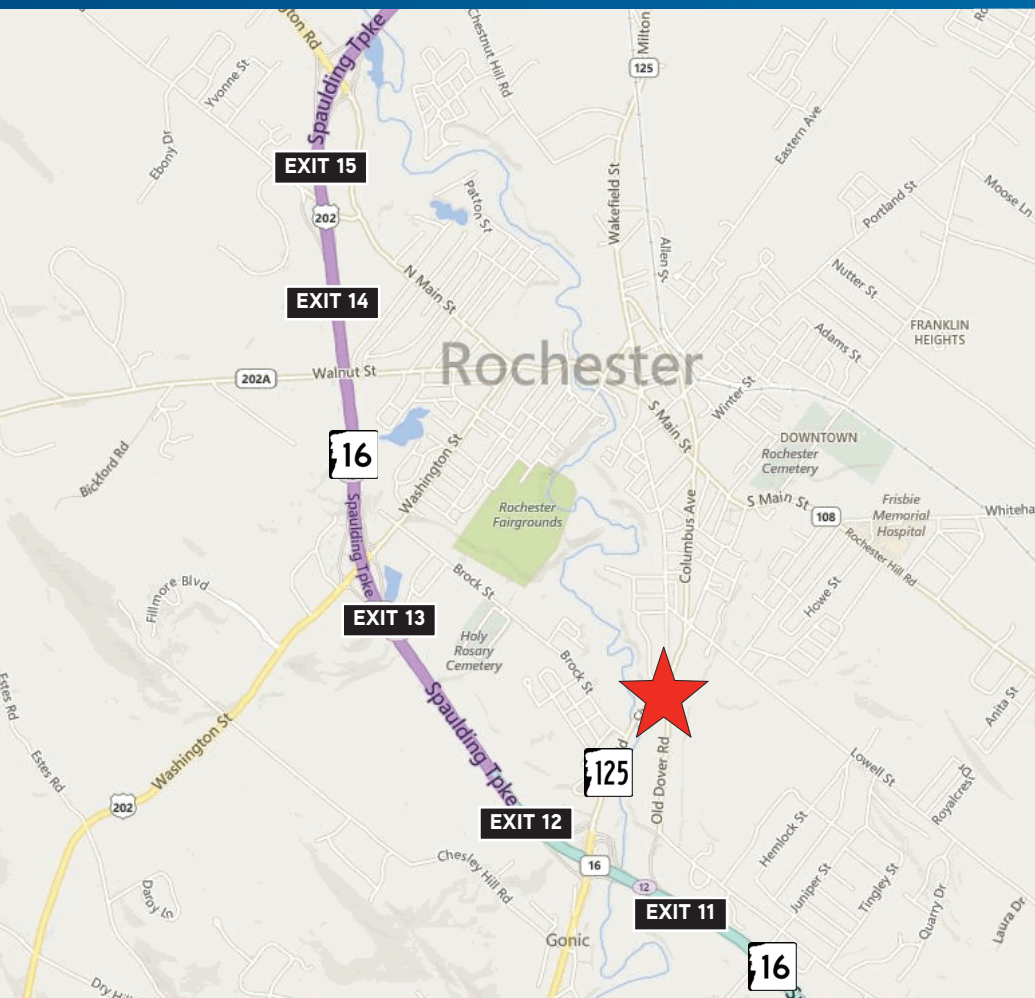 Spaulding Tpke
Chestnut Hill Rd
Milton
125
Yvonne St
Ebony Dr
Eastern Ave
EXIT 15
Patton St
Wakefield St
Portland St
Moose Ln
202
Allen St
N Main St
Nutter St
EXIT 14
FRANKLIN
HEIGHTS
Adams St
Rochester
202A
Walnut St
Winter St
S Main St
16
DOWNTOWN
Rochester
Cemetery
Washington St
Bickford Rd
S Main St
108
Frisbie
Memorial
Hospital
Rochester
Fairgrounds
Spaulding Tpke
Columbus Ave
Rochester Hill Rd
Brock St
Fillmore Blvd
Howe St
EXIT 13
Holy
Rosary
Cemetery
Brock St
Estes Rd
Spaulding Tpke
Anita St
Washington St
Estes Rd
125
Old Dover Rd
Lowell St
Royalcrest Dr
202
EXIT 12
Hemlock St
Chesley Hill Rd
16
12
Juniper St
Tingley St
Quarry Dr
Laura Dr
Daroy LS
EXIT 11
Gonic
16